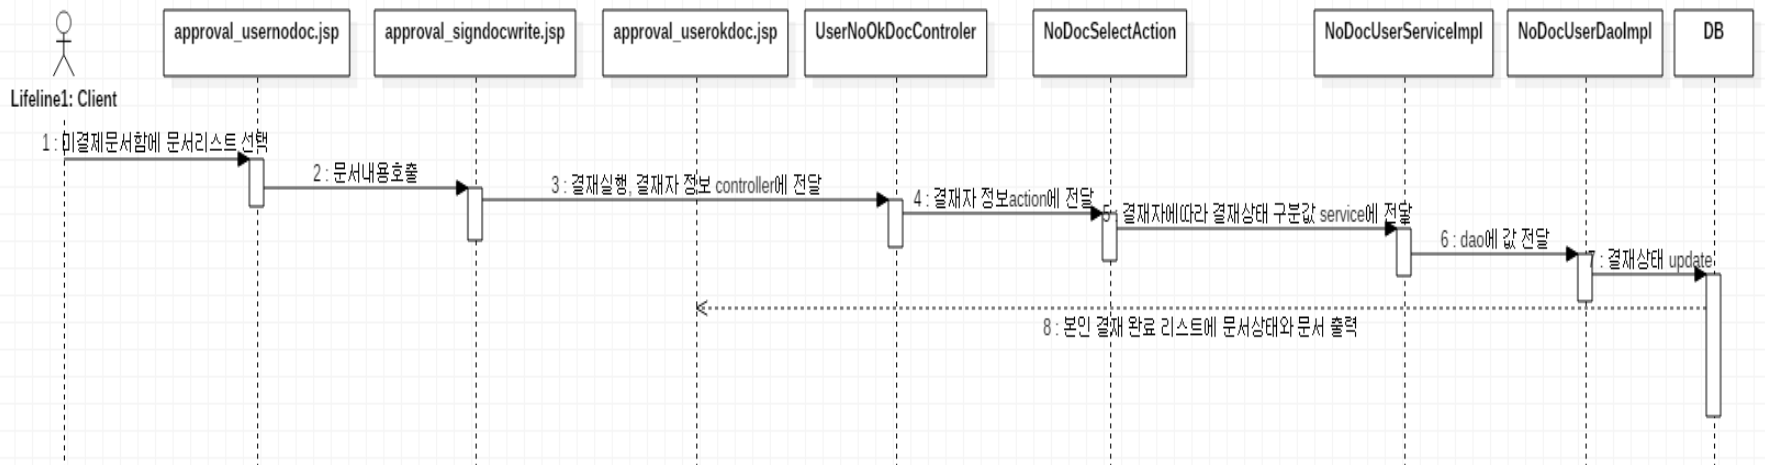 approval_usernodoc.jsp
approval_signdocwrite.jsp
approval_userokdoc.jsp
UserNoOkDocControler
NoDocSelectAction
NoDocUserServiceImpl
NoDocUserDaoImpl
DB
Lifeline1: Client
1 : 미결제문서함에 문서리스트 선택
2 : 문서내용호출
3 : 결재실행, 결재자 정보 controller에 전달
4 : 결재자 정보action에 전달
5 : 결재자에따라 결재상태 구분값 service에 전달
6 : dao에 값 전달
7 : 결재상태 update
8 : 본인 결재 완료 리스트에 문서상태와 문서 출력